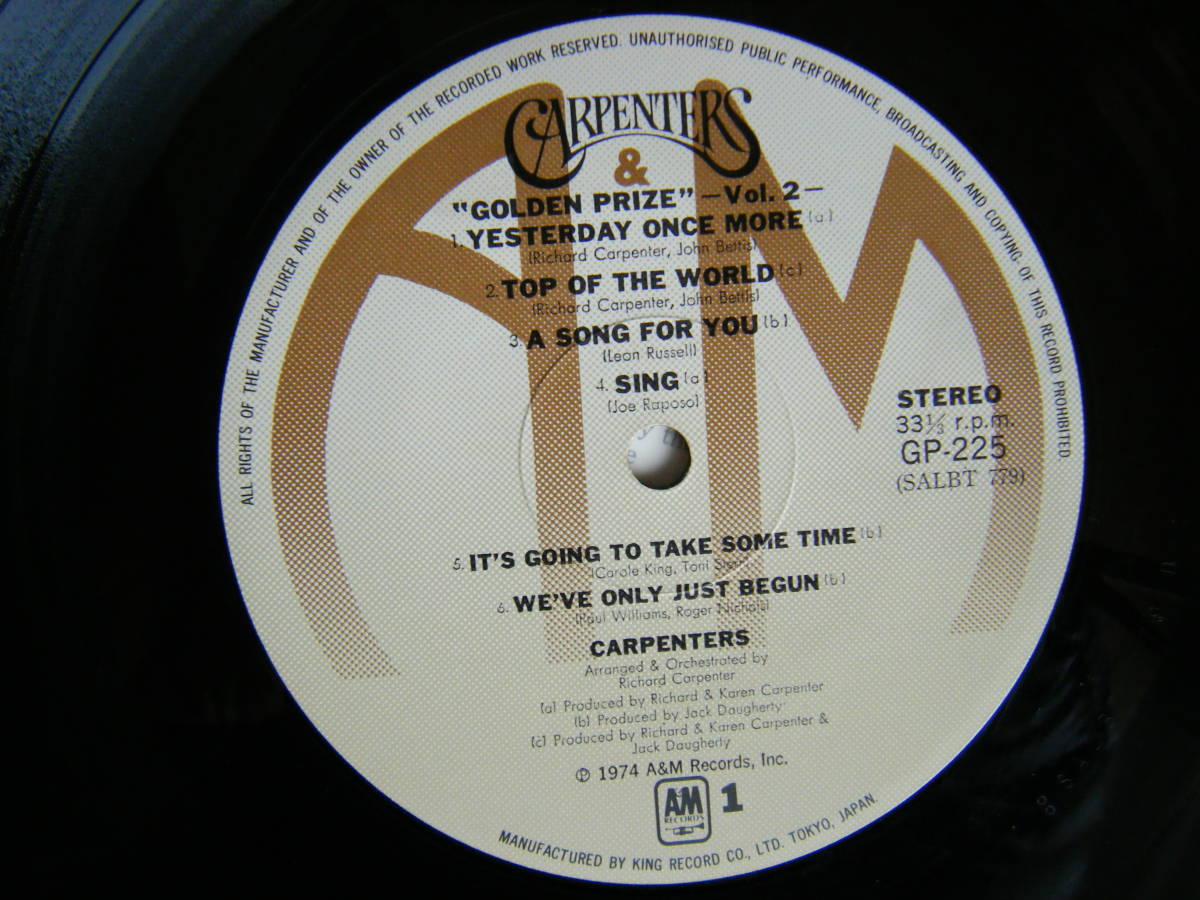 ALL RIGHTS OF THE MANUFACTURER AND OF THE OWNER OF THE RECORDED WORK RESERVED. UNAUTHORISED PUBLIC PERFORMANCE, BROADCASTING AND COPYING OF THIS RECORD PROHIBITED.
CARPENTERS
&
"GOLDEN PRIZE" —Vol. 2—
1. YESTERDAY ONCE MORE (a)
(Richard Carpenter, John Bettis)
2. TOP OF THE WORLD (c)
(Richard Carpenter, John Bettis)
3. A SONG FOR YOU (b)
(Leon Russell)
4. SING (a)
(Joe Raposo)
STEREO
33⅓ r.p.m.
GP-225
(SALBT 779)
5. IT'S GOING TO TAKE SOME TIME (b)
(Carole King, Toni Stern)
6. WE'VE ONLY JUST BEGUN (b)
(Paul Williams, Roger Nichols)
CARPENTERS
Arranged & Orchestrated by
Richard Carpenter
(a) Produced by Richard & Karen Carpenter
(b) Produced by Jack Daugherty
(c) Produced by Richard & Karen Carpenter &
Jack Daugherty
℗ 1974 A&M Records, Inc.
A&M RECORDS 1
MANUFACTURED BY KING RECORD CO., LTD. TOKYO, JAPAN.